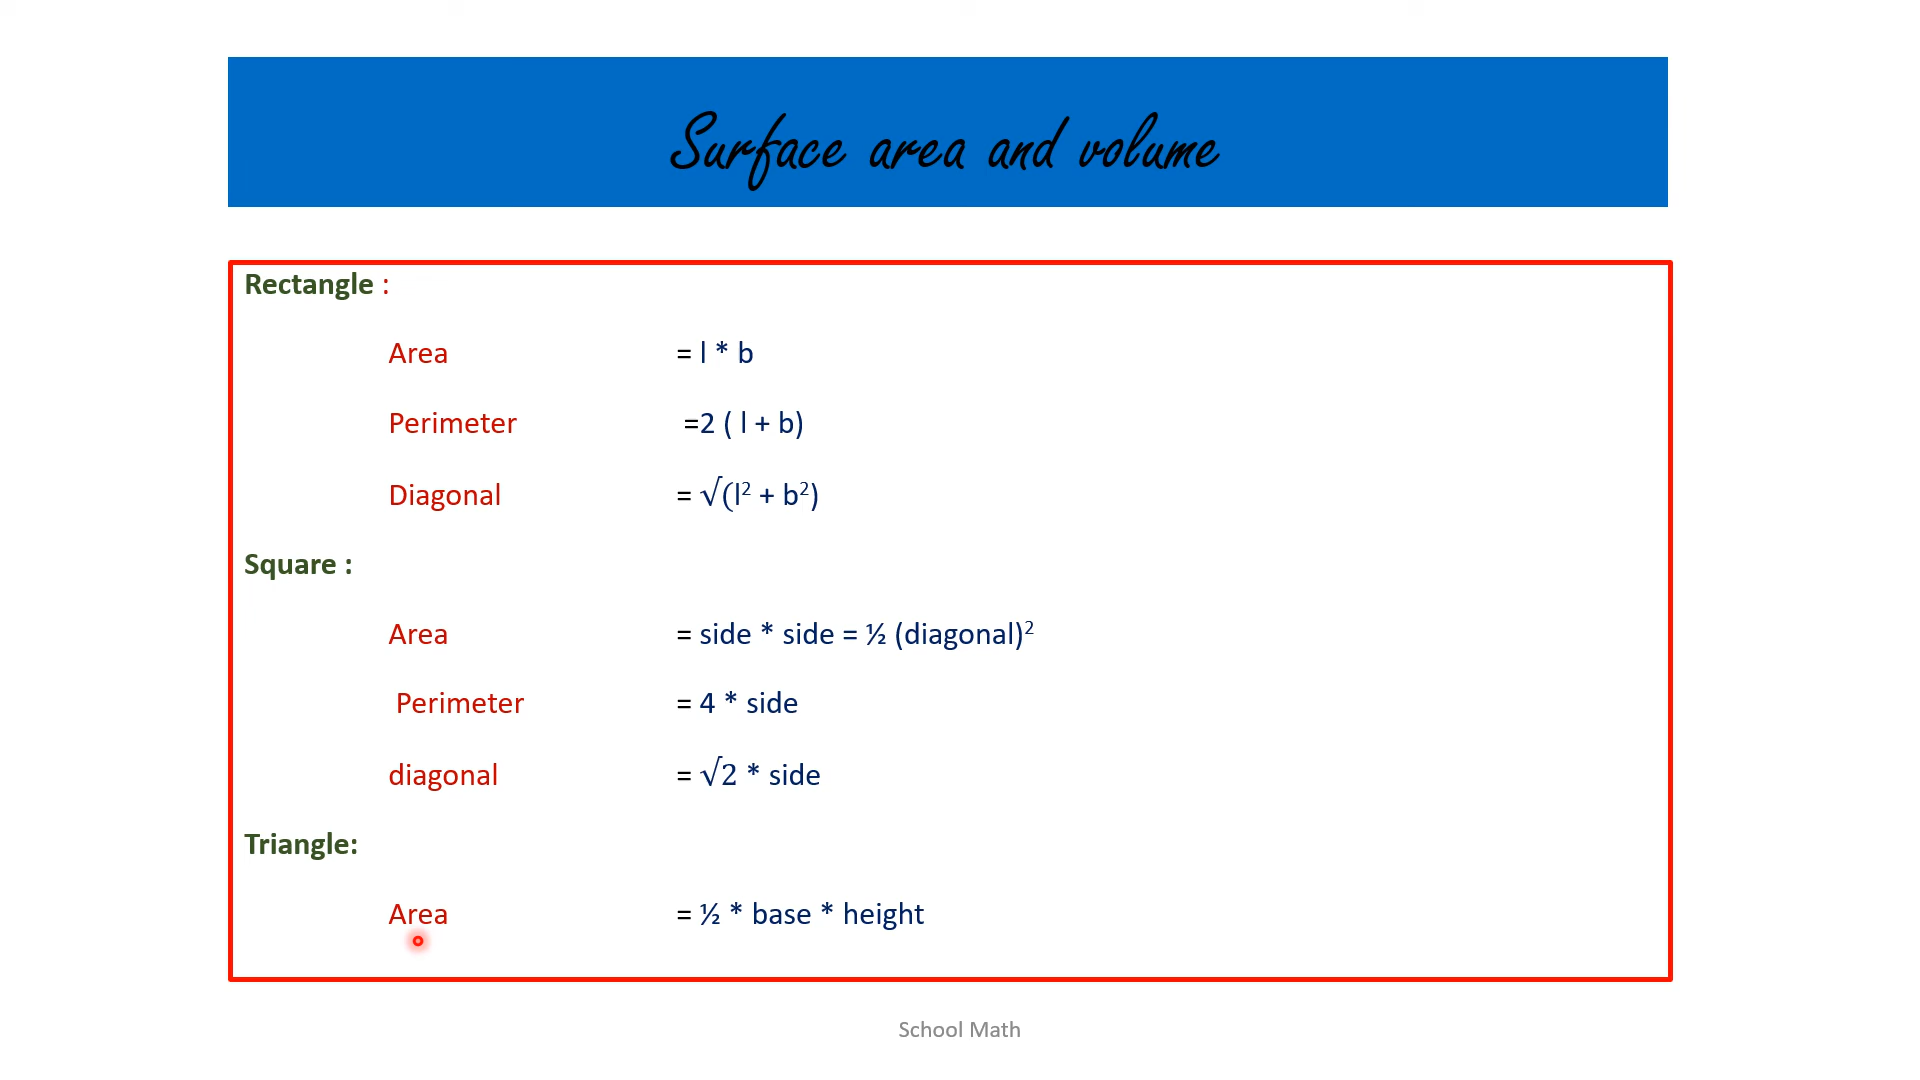 Surface area and volume
Rectangle :
Area = l * b
Perimeter =2 ( l + b)
Diagonal = √(l² + b²)
Square :
Area = side * side = ½ (diagonal)²
Perimeter = 4 * side
diagonal = √2 * side
Triangle:
Area = ½ * base * height
School Math